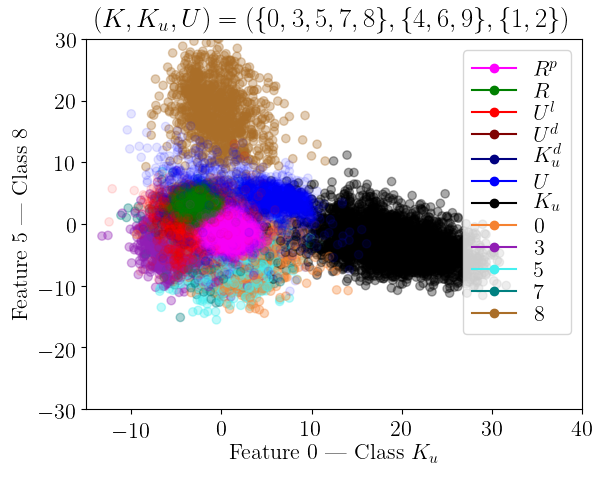 (K, K_u, U) = ({0, 3, 5, 7, 8}, {4, 6, 9}, {1, 2})
30
20
10
0
−10
−20
−30
Feature 5 — Class 8
R^p
R
U^l
U^d
K_u^d
U
K_u
0
3
5
7
8
−10 0 10 20 30 40
Feature 0 — Class K_u